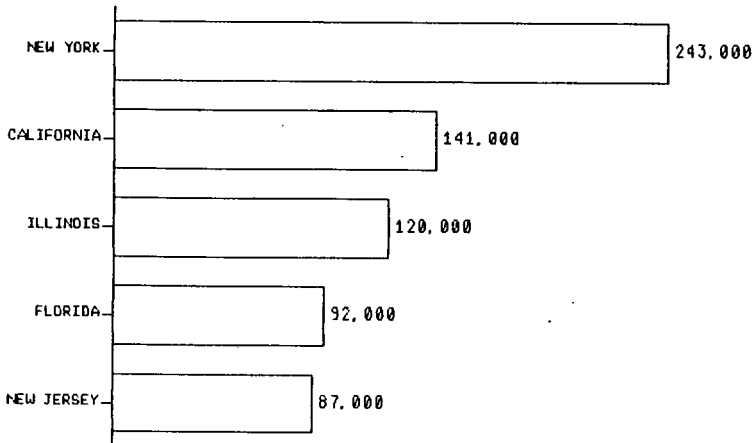 NEW YORK 243,000
CALIFORNIA 141,000
ILLINOIS 120,000
FLORIDA 92,000
NEW JERSEY 87,000